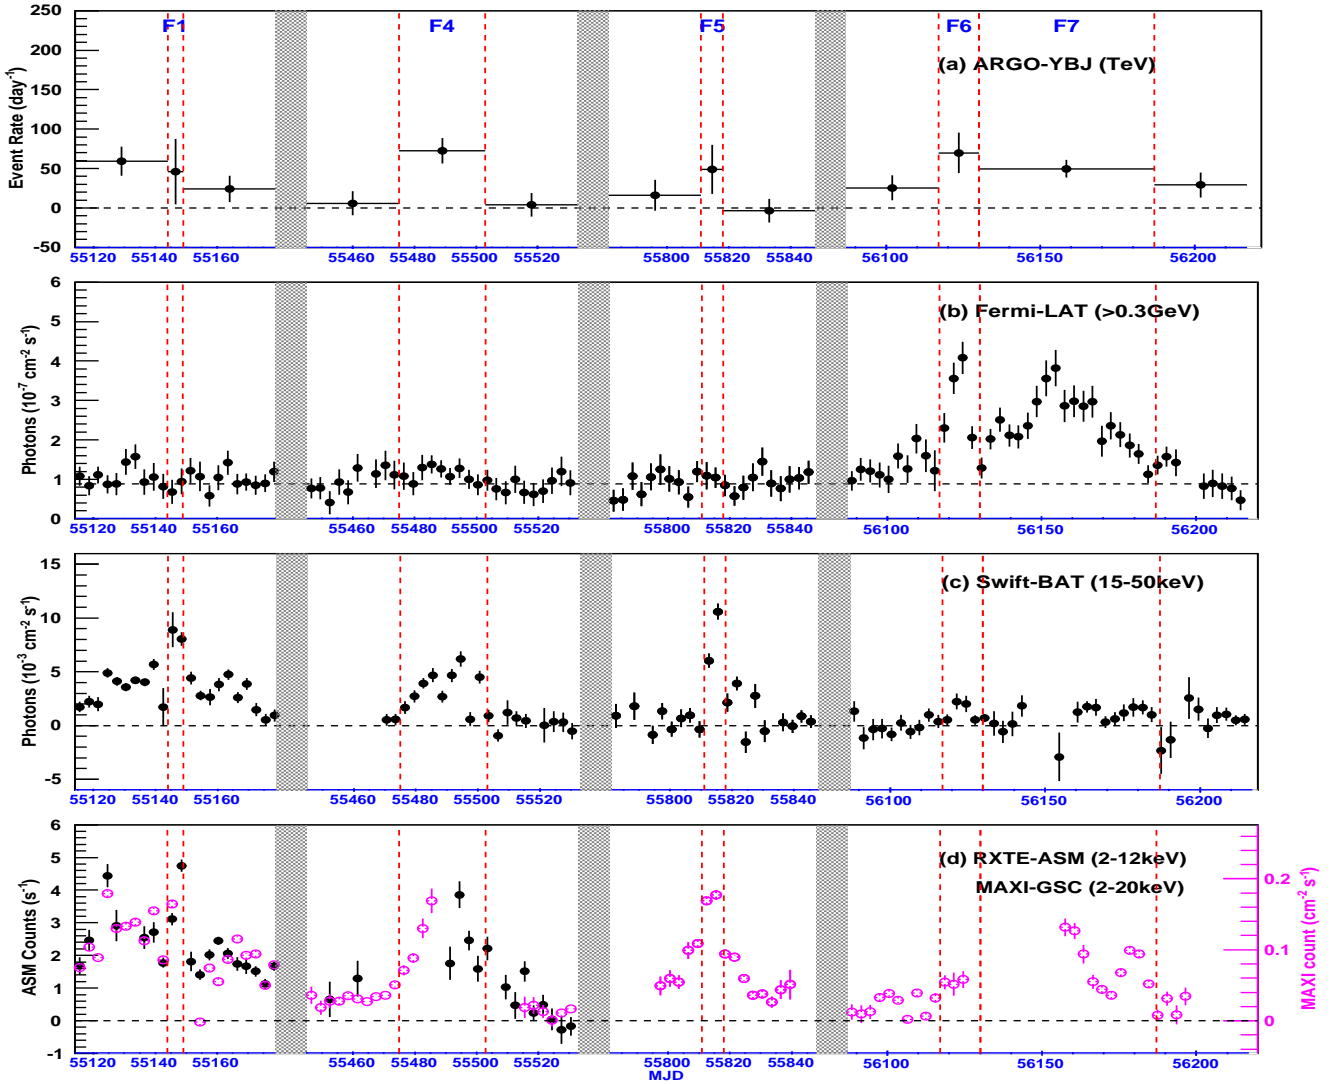 250
200
150
100
50
0
-50
Event Rate (day⁻¹)
F1 F4 F5 F6 F7
(a) ARGO-YBJ (TeV)
55120 55140 55160 55460 55480 55500 55520 55800 55820 55840 56100 56150 56200
6
5
4
3
2
1
0
Photons (10⁻⁷ cm⁻² s⁻¹)
(b) Fermi-LAT (>0.3GeV)
55120 55140 55160 55460 55480 55500 55520 55800 55820 55840 56100 56150 56200
15
10
5
0
-5
Photons (10⁻³ cm⁻² s⁻¹)
(c) Swift-BAT (15-50keV)
55120 55140 55160 55460 55480 55500 55520 55800 55820 55840 56100 56150 56200
6
5
4
3
2
1
0
-1
ASM Counts (s⁻¹)
(d) RXTE-ASM (2-12keV)
MAXI-GSC (2-20keV)
0.2
0.1
0
MAXI count (cm⁻² s⁻¹)
55120 55140 55160 55460 55480 55500 55520 55800 55820 55840 56100 56150 56200
MJD